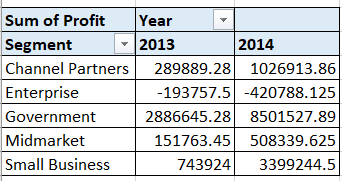 Sum of Profit Year
Segment 2013 2014
Channel Partners 289889.28 1026913.86
Enterprise -193757.5 -420788.125
Government 2886645.28 8501527.89
Midmarket 151763.45 508339.625
Small Business 743924 3399244.5